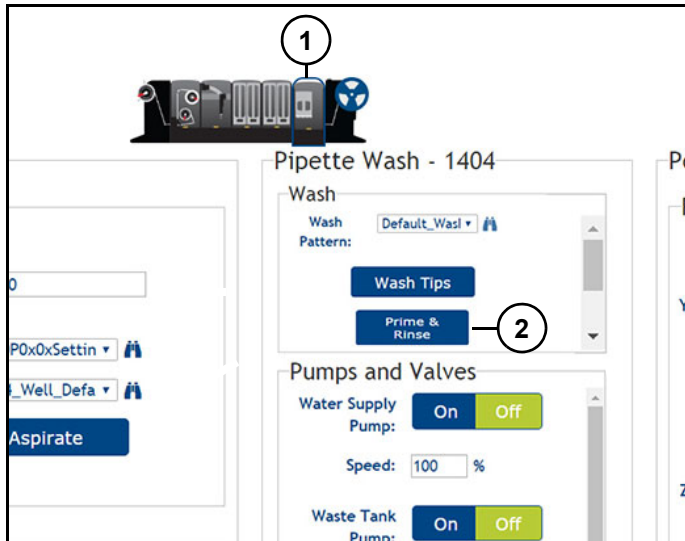 1
Pipette Wash - 1404
Wash
Wash Pattern:
Default_Wasl
Wash Tips
Prime &
Rinse
2
0
P0x0xSettin
_Well_Defa
Aspirate
Pumps and Valves
Water Supply
Pump:
On Off
Speed: 100 %
Waste Tank
Pump:
On Off